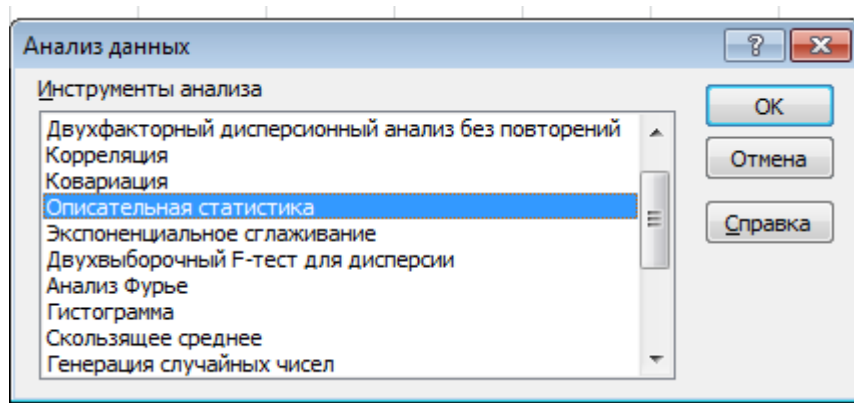 Анализ данных
Инструменты анализа
Двухфакторный дисперсионный анализ без повторений
Корреляция
Ковариация
Описательная статистика
Экспоненциальное сглаживание
Двухвыборочный F-тест для дисперсии
Анализ Фурье
Гистограмма
Скользящее среднее
Генерация случайных чисел
ОК
Отмена
Справка